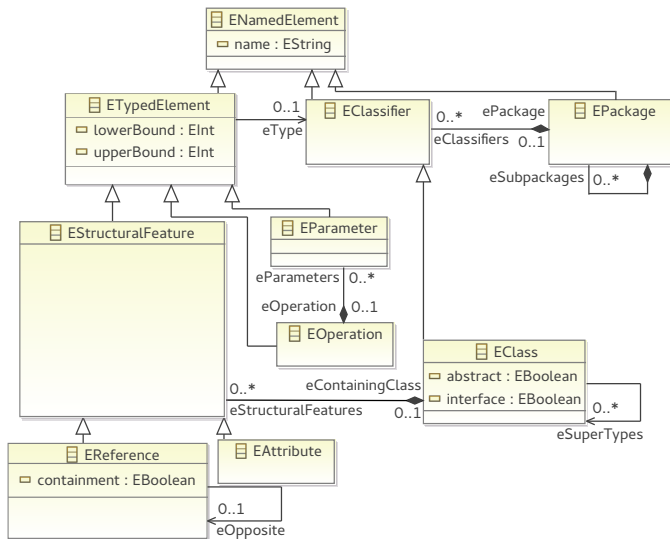 ENamedElement
name : EString
ETypedElement
lowerBound : EInt
upperBound : EInt
0..1
eType
EClassifier
0..*
eClassifiers
ePackage
0..1
EPackage
eSubpackages
0..*
EStructuralFeature
EParameter
eParameters
0..*
eOperation
0..1
EOperation
EClass
abstract : EBoolean
interface : EBoolean
0..*
eContainingClass
eStructuralFeatures
0..1
0..*
eSuperTypes
EReference
containment : EBoolean
EAttribute
0..1
eOpposite